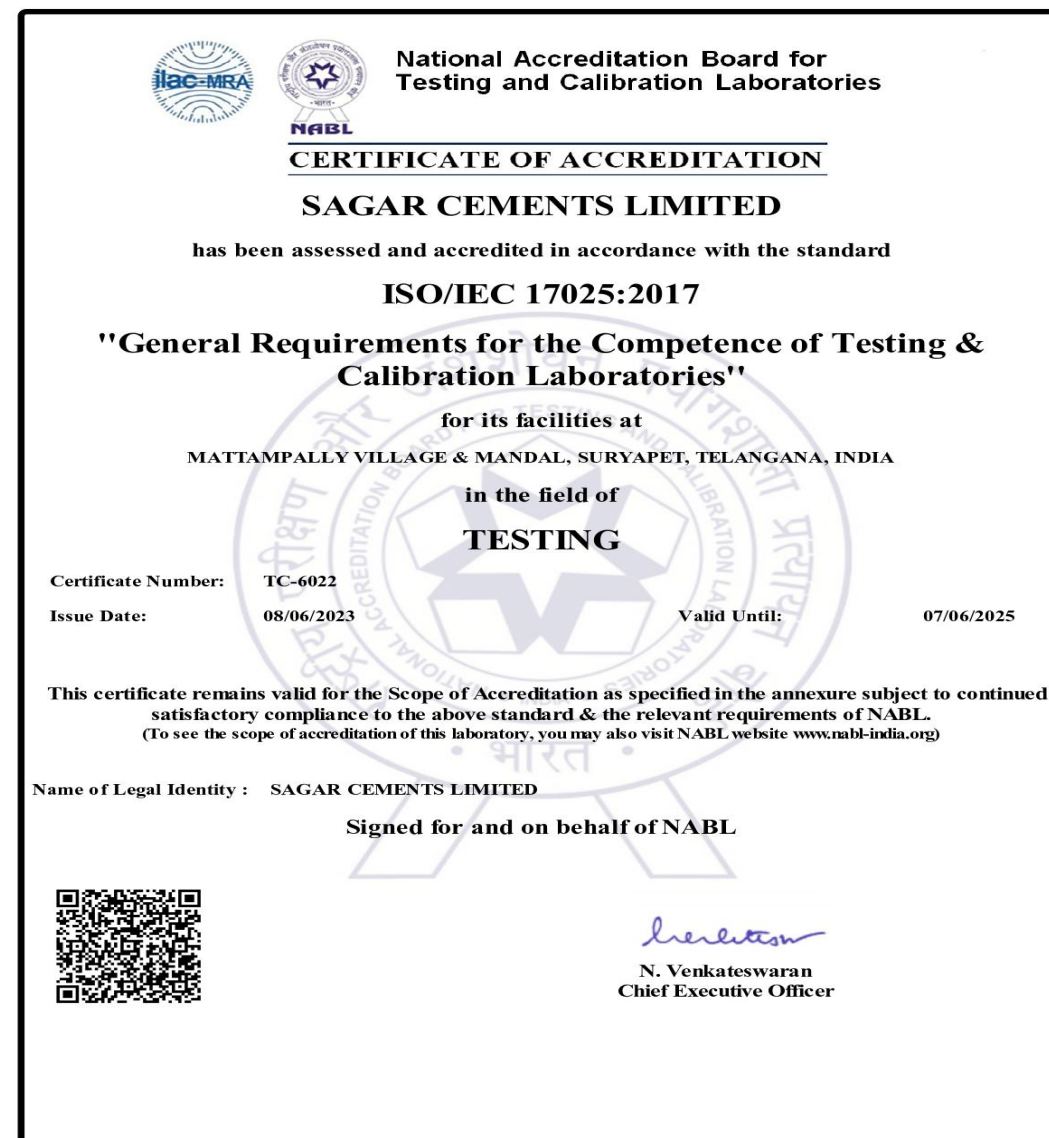 ilac-MRA
NABL
National Accreditation Board for
Testing and Calibration Laboratories
CERTIFICATE OF ACCREDITATION
SAGAR CEMENTS LIMITED
has been assessed and accredited in accordance with the standard
ISO/IEC 17025:2017
''General Requirements for the Competence of Testing &
Calibration Laboratories''
for its facilities at
MATTAMPALLY VILLAGE & MANDAL, SURYAPET, TELANGANA, INDIA
in the field of
TESTING
Certificate Number: TC-6022
Issue Date: 08/06/2023 Valid Until: 07/06/2025
This certificate remains valid for the Scope of Accreditation as specified in the annexure subject to continued
satisfactory compliance to the above standard & the relevant requirements of NABL.
(To see the scope of accreditation of this laboratory, you may also visit NABL website www.nabl-india.org)
भारत
Name of Legal Identity : SAGAR CEMENTS LIMITED
Signed for and on behalf of NABL
N. Venkateswaran
Chief Executive Officer